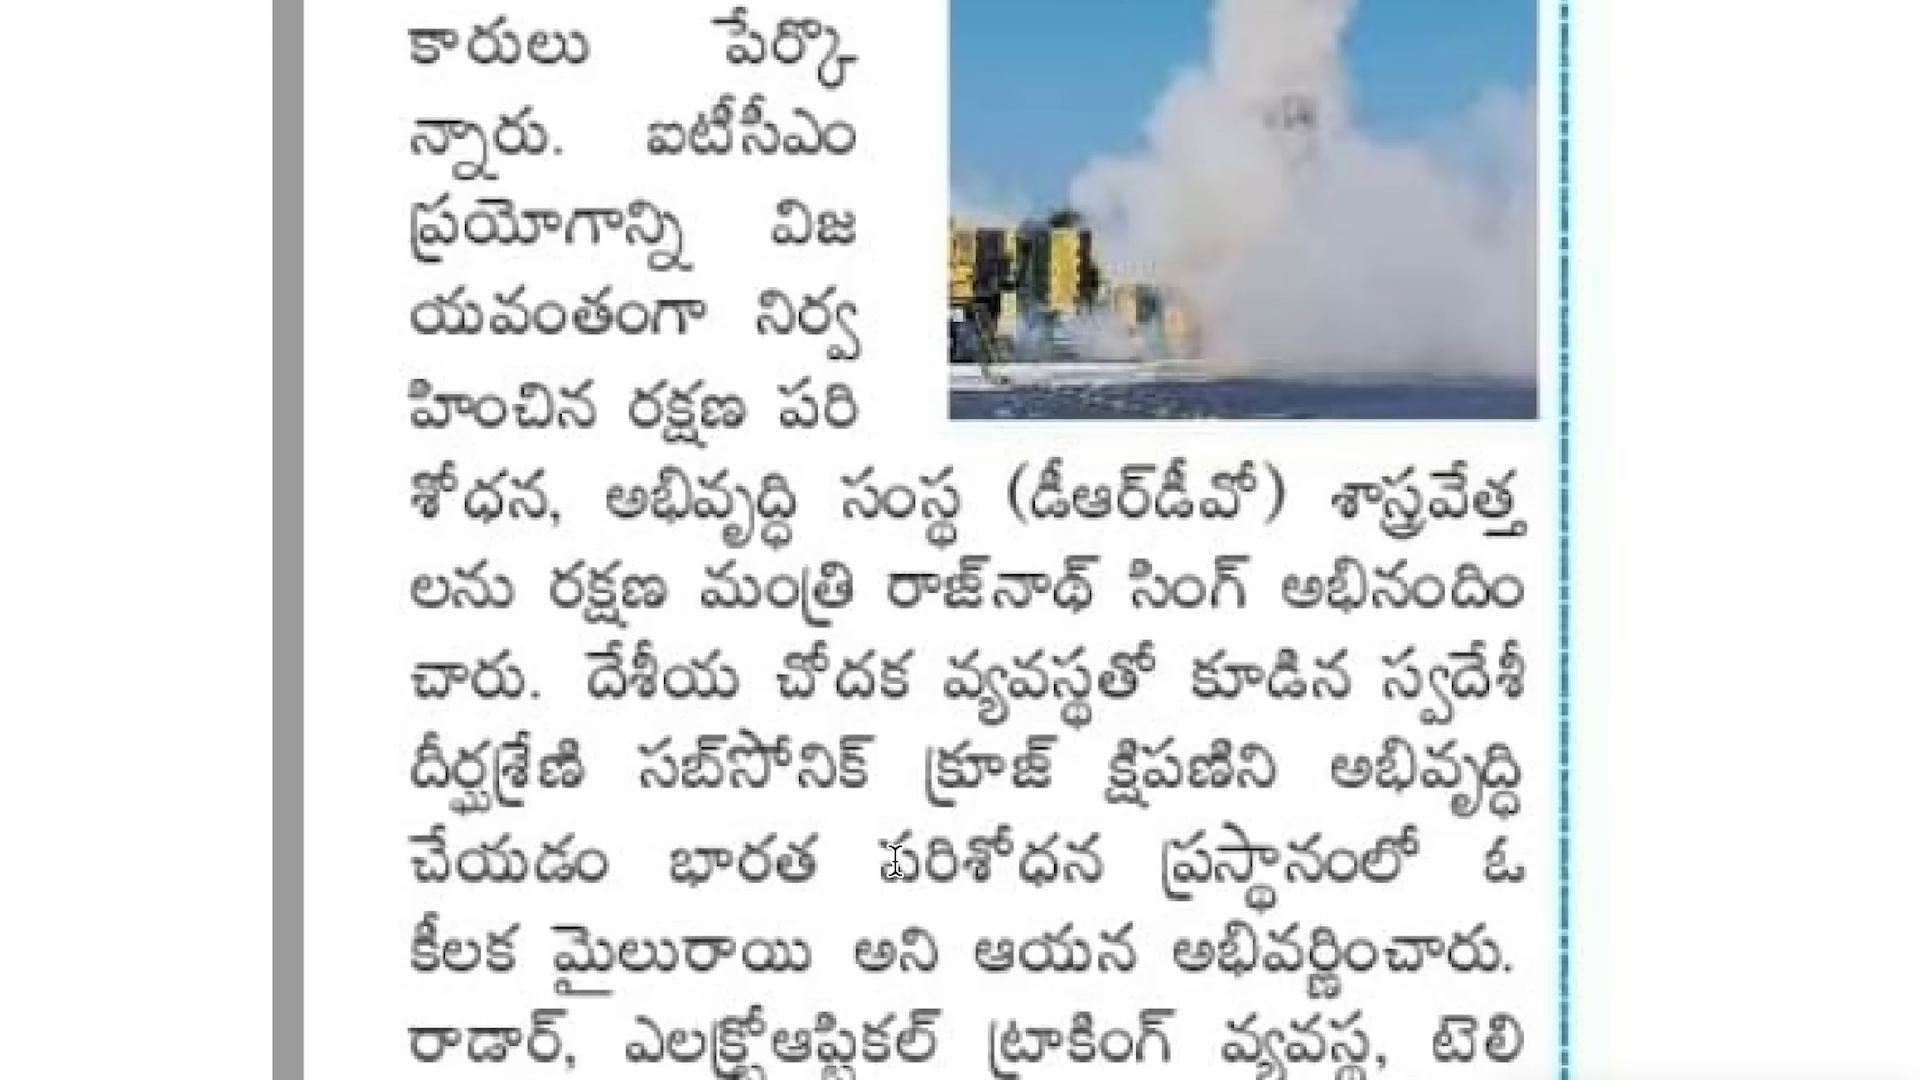 కారులు పేర్కొ
న్నారు. ఐటీసీఎం
ప్రయోగాన్ని విజ
యవంతంగా నిర్వ
హించిన రక్షణ పరి
శోధన, అభివృద్ధి సంస్థ (డీఆర్‌డీవో) శాస్త్రవేత్త
లను రక్షణ మంత్రి రాజ్‌నాథ్ సింగ్ అభినందిం
చారు. దేశీయ చోదక వ్యవస్థతో కూడిన స్వదేశీ
దీర్ఘశ్రేణి సబ్‌సోనిక్ క్రూజ్ క్షిపణిని అభివృద్ధి
చేయడం భారత పరిశోధన ప్రస్థానంలో ఓ
కీలక మైలురాయి అని ఆయన అభివర్ణించారు.
రాడార్, ఎలక్ట్రోఆప్టికల్ ట్రాకింగ్ వ్యవస్థ, టెలి